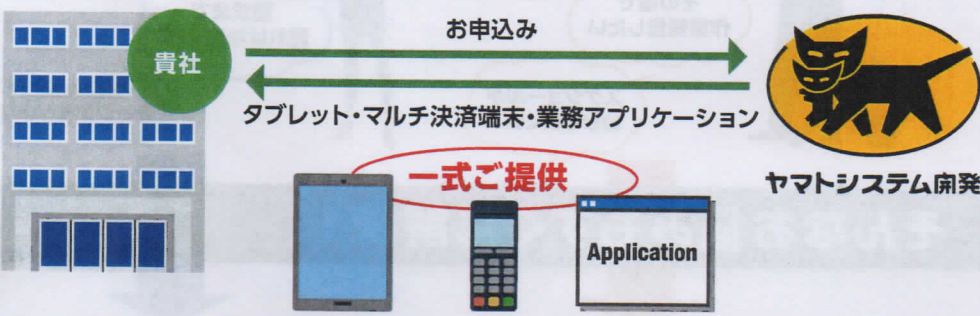 お申込み
貴社
タブレット・マルチ決済端末・業務アプリケーション
一式ご提供
ヤマトシステム開発
Application